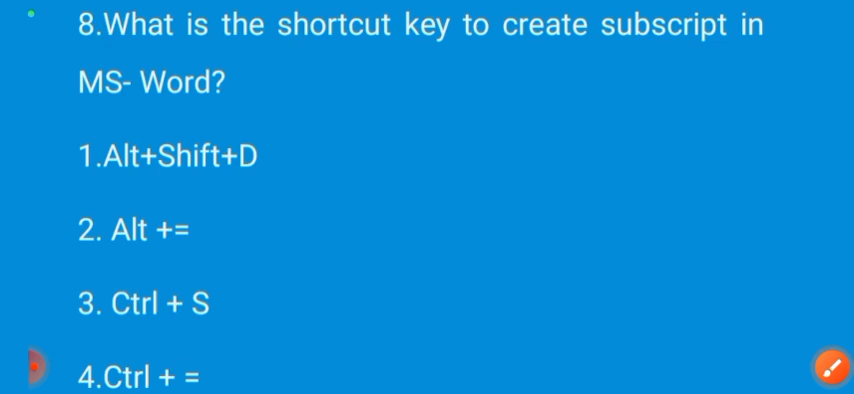 8.What is the shortcut key to create subscript in
MS- Word?
1.Alt+Shift+D
2. Alt +=
3. Ctrl + S
4.Ctrl + =